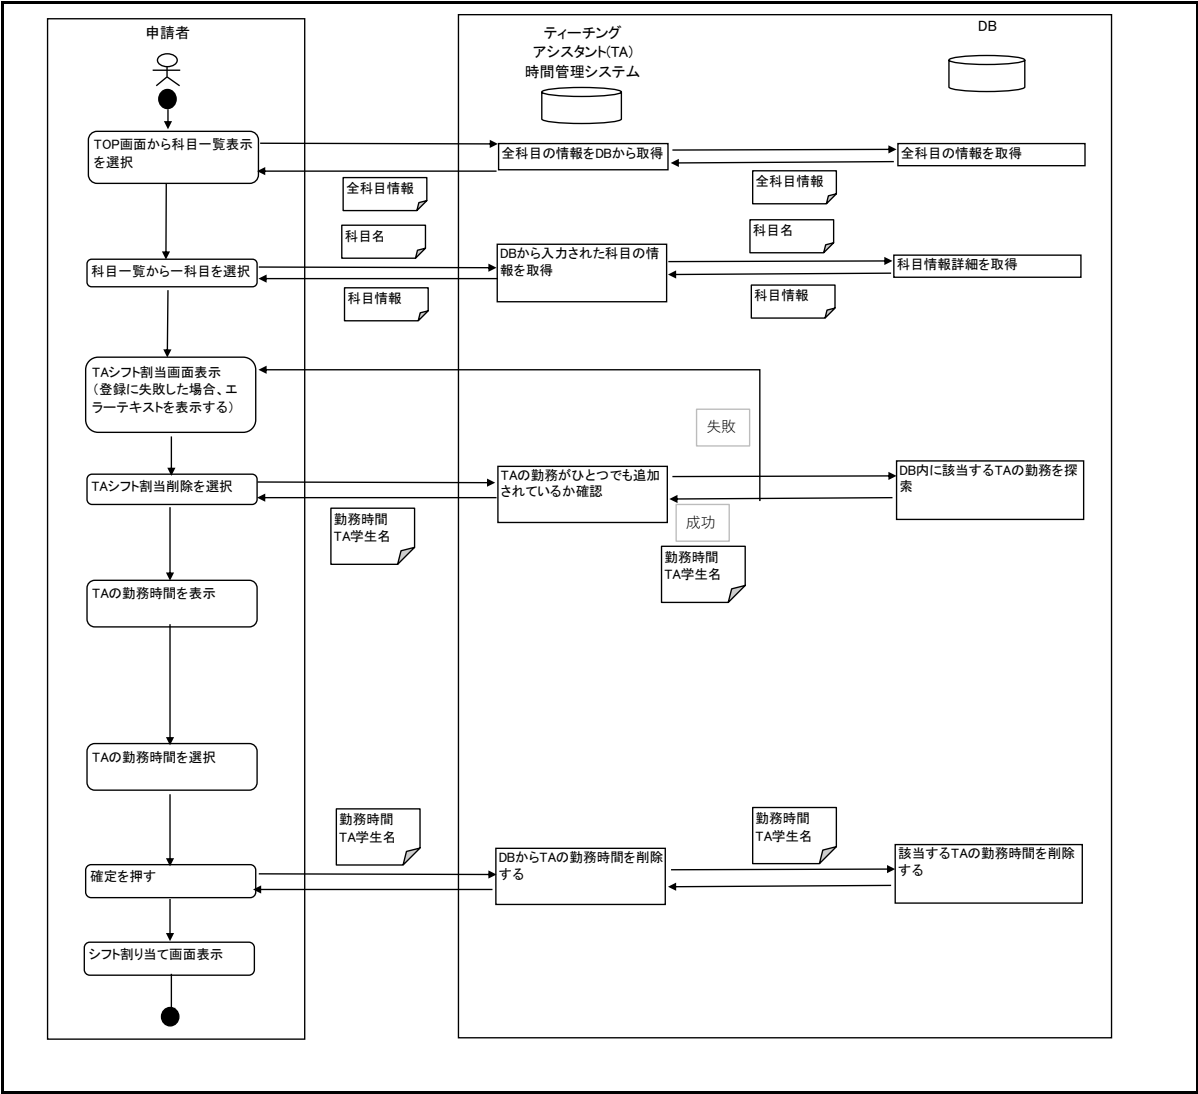 申請者
ティーチング
アシスタント(TA)
時間管理システム
DB
TOP画面から科目一覧表示
を選択
全科目の情報をDBから取得
全科目の情報を取得
全科目情報
全科目情報
科目名
科目名
科目一覧から一科目を選択
DBから入力された科目の情
報を取得
科目情報詳細を取得
科目情報
科目情報
TAシフト割当画面表示
（登録に失敗した場合、エ
ラーテキストを表示する）
失敗
TAシフト割当削除を選択
TAの勤務がひとつでも追加
されているか確認
DB内に該当するTAの勤務を探
索
成功
勤務時間
TA学生名
勤務時間
TA学生名
TAの勤務時間を表示
TAの勤務時間を選択
勤務時間
TA学生名
勤務時間
TA学生名
確定を押す
DBからTAの勤務時間を削除
する
該当するTAの勤務時間を削除
する
シフト割り当て画面表示